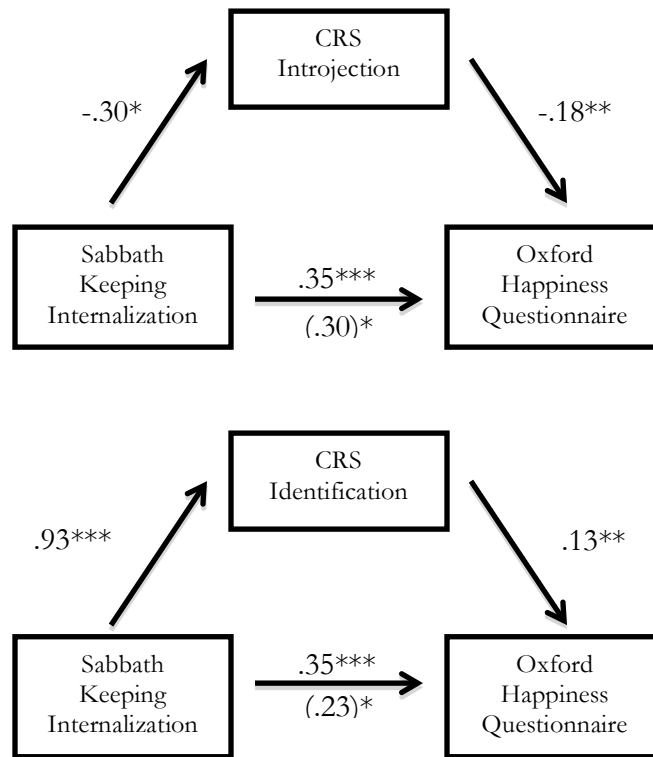 CRS
Introjection
-.30*
-.18**
Sabbath
Keeping
Internalization
.35***
(.30)*
Oxford
Happiness
Questionnaire
CRS
Identification
.93***
.13**
Sabbath
Keeping
Internalization
.35***
(.23)*
Oxford
Happiness
Questionnaire